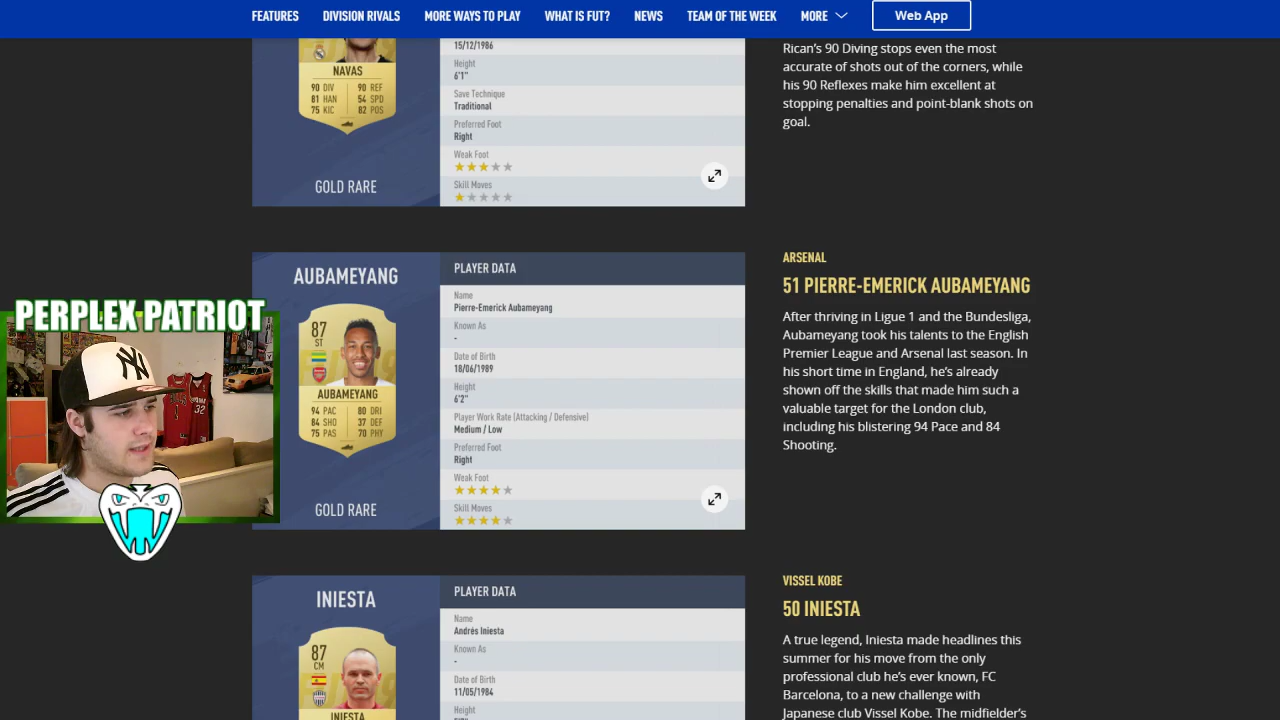 FEATURES DIVISION RIVALS MORE WAYS TO PLAY WHAT IS FUT? NEWS TEAM OF THE WEEK MORE Web App
NAVAS
90 DIV 90 REF
81 HAN 54 SPD
75 KIC 82 POS
GOLD RARE
15/12/1986
Height
6'1"
Save Technique
Traditional
Preferred Foot
Right
Weak Foot
Skill Moves
Rican's 90 Diving stops even the most
accurate of shots out of the corners, while
his 90 Reflexes make him excellent at
stopping penalties and point-blank shots on
goal.
AUBAMEYANG
87
ST
AUBAMEYANG
94 PAC 80 DRI
84 SHO 37 DEF
75 PAS 70 PHY
GOLD RARE
PLAYER DATA
Name
Pierre-Emerick Aubameyang
Known As
-
Date of Birth
18/06/1989
Height
6'2"
Player Work Rate (Attacking / Defensive)
Medium / Low
Preferred Foot
Right
Weak Foot
Skill Moves
ARSENAL
51 PIERRE-EMERICK AUBAMEYANG
After thriving in Ligue 1 and the Bundesliga,
Aubameyang took his talents to the English
Premier League and Arsenal last season. In
his short time in England, he's already
shown off the skills that made him such a
valuable target for the London club,
including his blistering 94 Pace and 84
Shooting.
PERPLEX PATRIOT
32
INIESTA
87
CM
INIESTA
PLAYER DATA
Name
Andrés Iniesta
Known As
-
Date of Birth
11/05/1984
Height
VISSEL KOBE
50 INIESTA
A true legend, Iniesta made headlines this
summer for his move from the only
professional club he's ever known, FC
Barcelona, to a new challenge with
Japanese club Vissel Kobe. The midfielder's